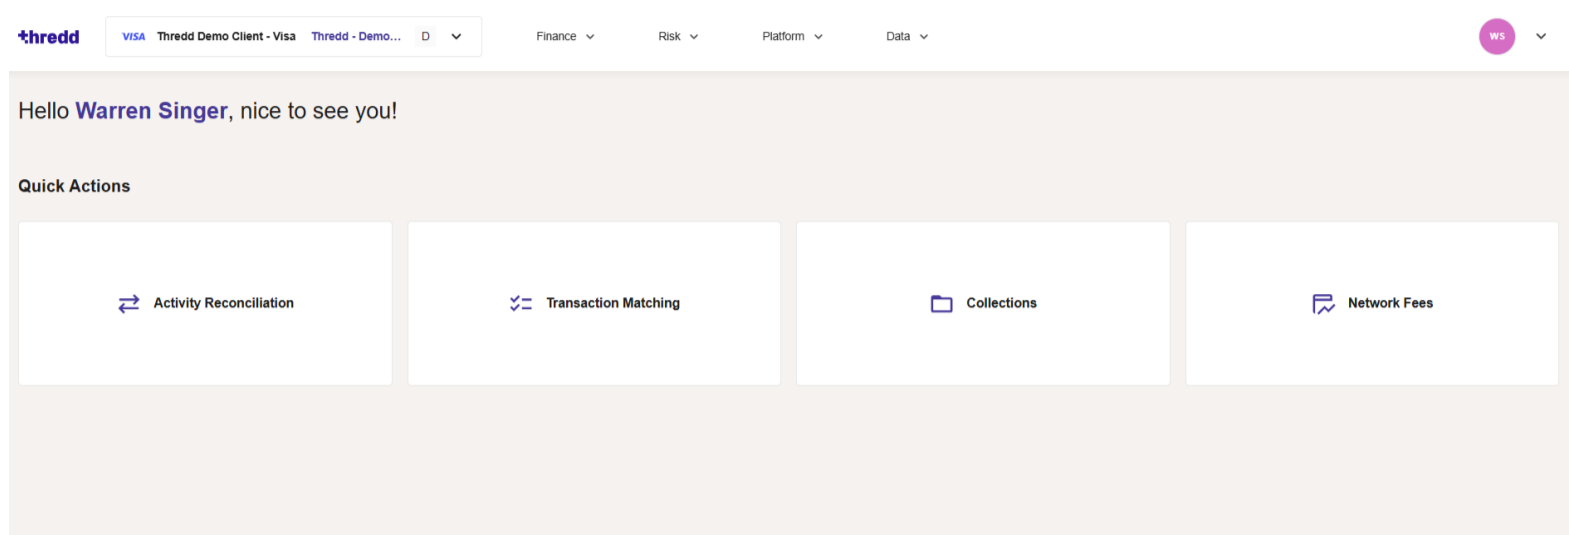 thredd VISA Thredd Demo Client - Visa Thredd - Demo... D Finance Risk Platform Data WS
Hello Warren Singer, nice to see you!
Quick Actions
Activity Reconciliation Transaction Matching Collections Network Fees